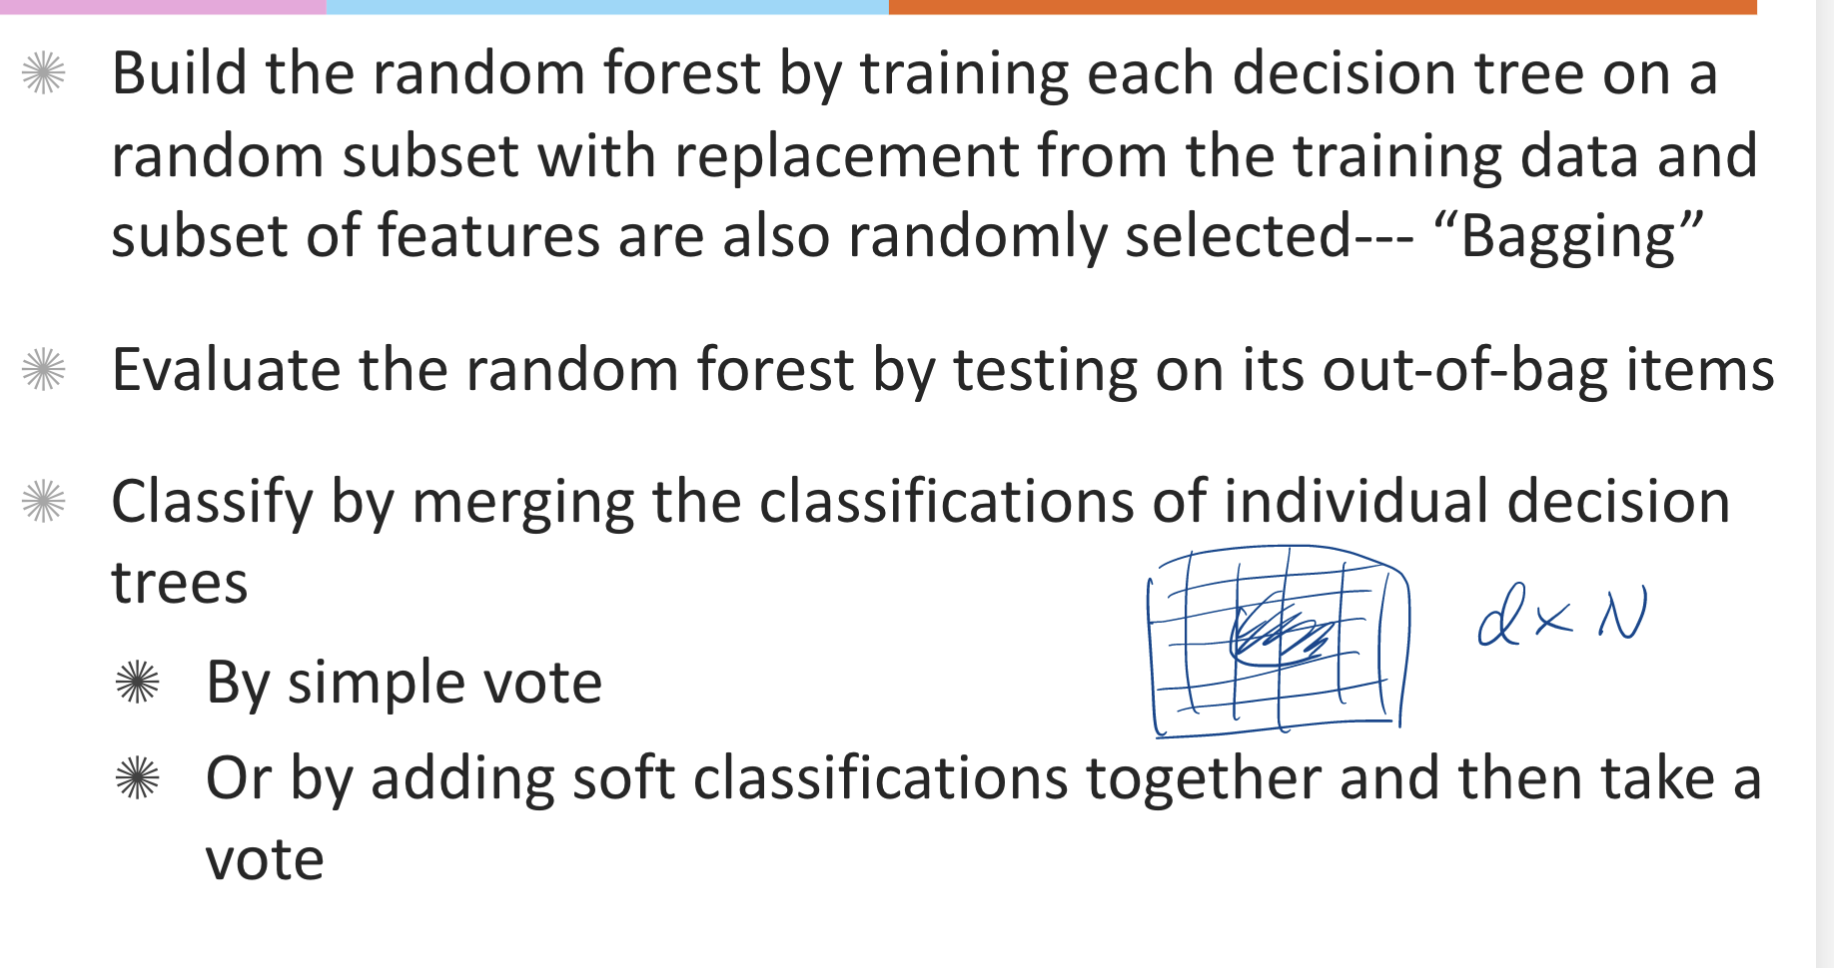 Build the random forest by training each decision tree on a
random subset with replacement from the training data and
subset of features are also randomly selected--- “Bagging”
Evaluate the random forest by testing on its out-of-bag items
Classify by merging the classifications of individual decision
trees
d x N
By simple vote
Or by adding soft classifications together and then take a
vote